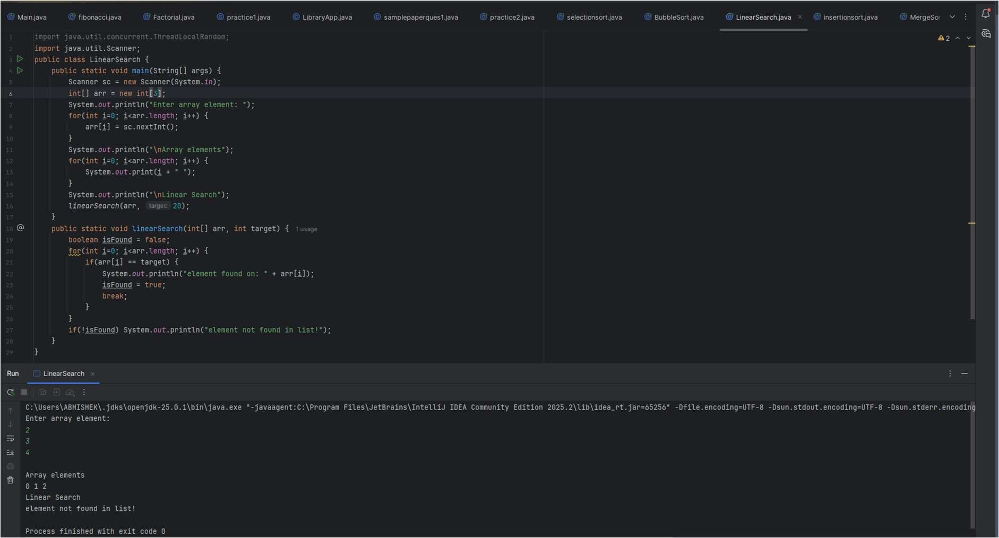 Main.java fibonacci.java Factorial.java practice1.java LibraryApp.java samplepaperques1.java practice2.java selectionsort.java BubbleSort.java LinearSearch.java insertionsort.java MergeSor
2
1 import java.util.concurrent.ThreadLocalRandom;
2 import java.util.Scanner;
3 public class LinearSearch {
4 public static void main(String[] args) {
5 Scanner sc = new Scanner(System.in);
6 int[] arr = new int[3];
7 System.out.println("Enter array element: ");
8 for(int i=0; i<arr.length; i++) {
9 arr[i] = sc.nextInt();
10 }
11 System.out.println("\nArray elements");
12 for(int i=0; i<arr.length; i++) {
13 System.out.print(i + " ");
14 }
15 System.out.println("\nLinear Search");
16 linearSearch(arr, target: 20);
17 }
18 @ public static void linearSearch(int[] arr, int target) { 1 usage
19 boolean isFound = false;
20 for(int i=0; i<arr.length; i++) {
21 if(arr[i] == target) {
22 System.out.println("element found on: " + arr[i]);
23 isFound = true;
24 break;
25 }
26 }
27 if(!isFound) System.out.println("element not found in list!");
28 }
29 }
Run LinearSearch
C:\Users\ABHISHEK\.jdks\openjdk-25.0.1\bin\java.exe "-javaagent:C:\Program Files\JetBrains\IntelliJ IDEA Community Edition 2025.2\lib\idea_rt.jar=65256" -Dfile.encoding=UTF-8 -Dsun.stdout.encoding=UTF-8 -Dsun.stderr.encoding
Enter array element:
2
3
4
Array elements
0 1 2
Linear Search
element not found in list!
Process finished with exit code 0